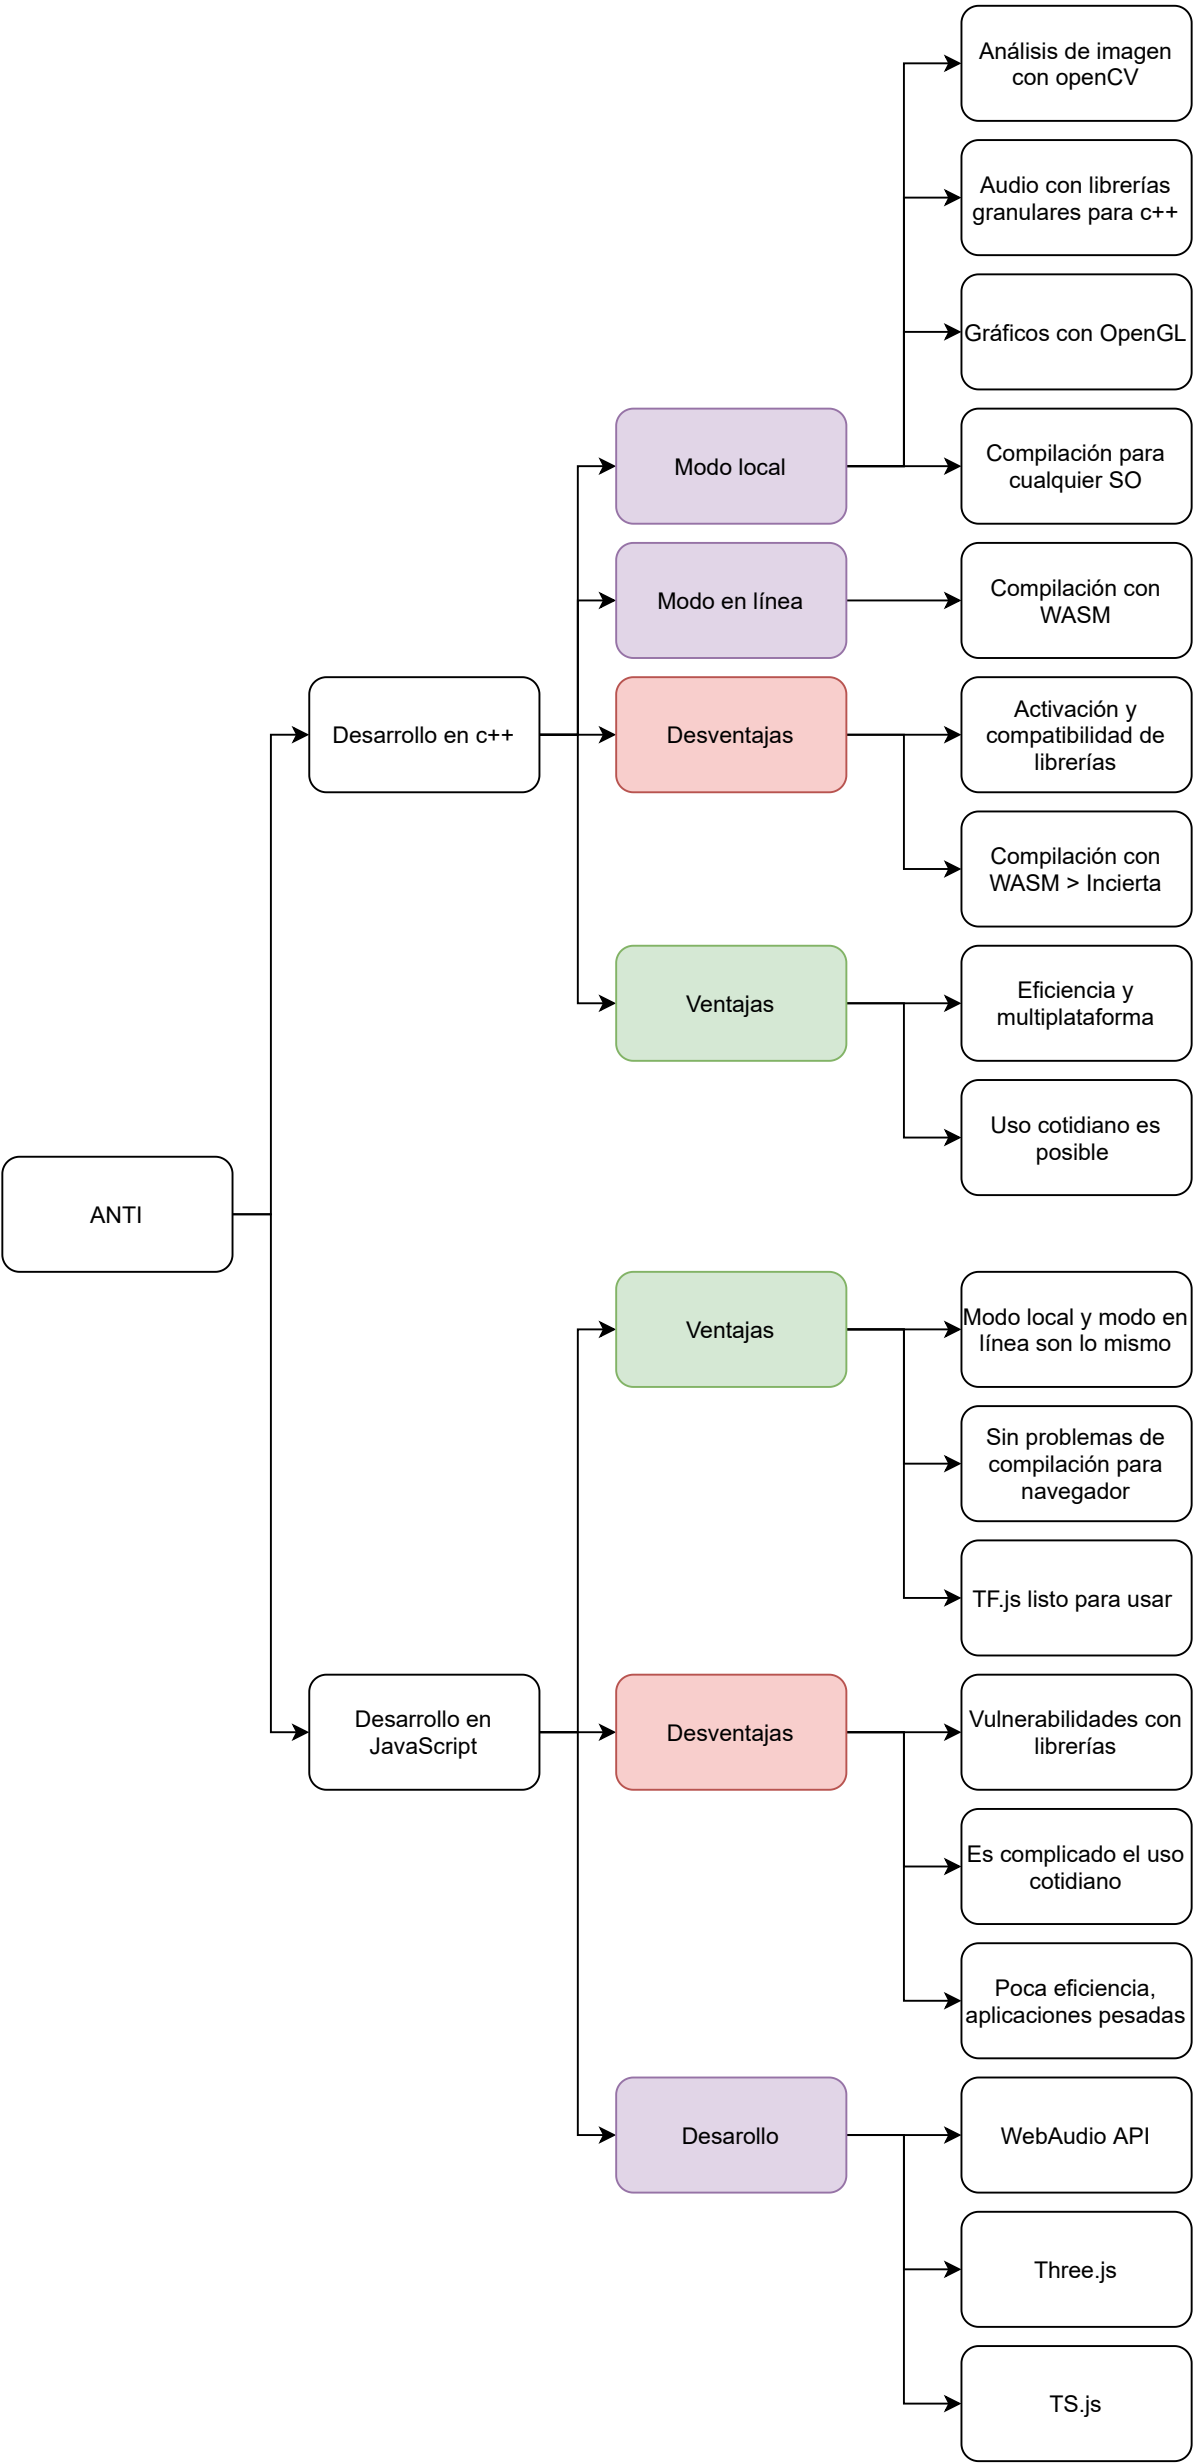 ANTI
Desarrollo en c++
Modo local
Análisis de imagen
con openCV
Audio con librerías
granulares para c++
Gráficos con OpenGL
Compilación para
cualquier SO
Modo en línea
Compilación con
WASM
Desventajas
Activación y
compatibilidad de
librerías
Compilación con
WASM > Incierta
Ventajas
Eficiencia y
multiplataforma
Uso cotidiano es
posible
Desarrollo en
JavaScript
Ventajas
Modo local y modo en
línea son lo mismo
Sin problemas de
compilación para
navegador
TF.js listo para usar
Desventajas
Vulnerabilidades con
librerías
Es complicado el uso
cotidiano
Poca eficiencia,
aplicaciones pesadas
Desarollo
WebAudio API
Three.js
TS.js